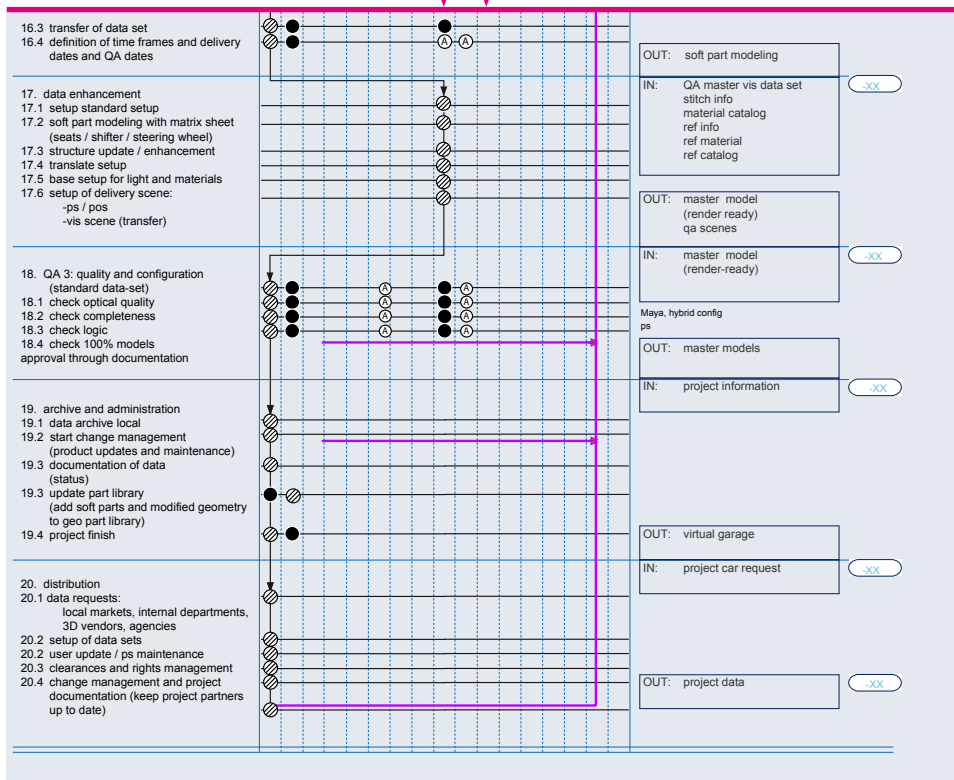 16.3 transfer of data set
16.4 definition of time frames and delivery
dates and QA dates
A A
OUT: soft part modeling
17. data enhancement
17.1 setup standard setup
17.2 soft part modeling with matrix sheet
(seats / shifter / steering wheel)
17.3 structure update / enhancement
17.4 translate setup
17.5 base setup for light and materials
17.6 setup of delivery scene:
-ps / pos
-vis scene (transfer)
IN: QA master vis data set
stitch info
material catalog
ref info
ref material
ref catalog
-XX
OUT: master model
(render ready)
qa scenes
18. QA 3: quality and configuration
(standard data-set)
18.1 check optical quality
18.2 check completeness
18.3 check logic
18.4 check 100% models
approval through documentation
A A
A A
A A
A A
IN: master model
(render-ready)
-XX
Maya, hybrid config
ps
OUT: master models
19. archive and administration
19.1 data archive local
19.2 start change management
(product updates and maintenance)
19.3 documentation of data
(status)
19.3 update part library
(add soft parts and modified geometry
to geo part library)
19.4 project finish
IN: project information
-XX
OUT: virtual garage
20. distribution
20.1 data requests:
local markets, internal departments,
3D vendors, agencies
20.2 setup of data sets
20.2 user update / ps maintenance
20.3 clearances and rights management
20.4 change management and project
documentation (keep project partners
up to date)
IN: project car request
-XX
OUT: project data
-XX